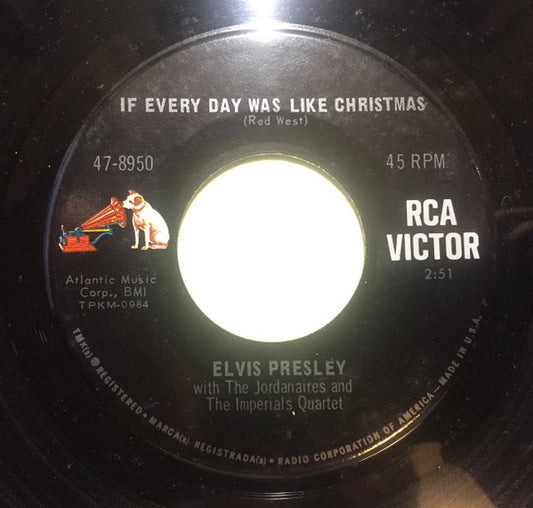 IF EVERY DAY WAS LIKE CHRISTMAS
(Red West)
47-8950
45 RPM
RCA
VICTOR
2:51
Atlantic Music
Corp., BMI
TPKM-0984
ELVIS PRESLEY
with The Jordanaires and
The Imperials Quartet
TMK(s) ® REGISTERED • MARCA(s) REGISTRADA(s) • RADIO CORPORATION OF AMERICA—MADE IN U.S.A.